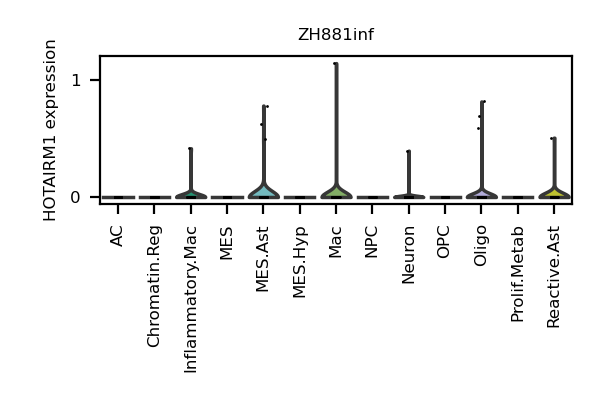 ZH881inf
HOTAIRM1 expression
1
0
AC
Chromatin.Reg
Inflammatory.Mac
MES
MES.Ast
MES.Hyp
Mac
NPC
Neuron
OPC
Oligo
Prolif.Metab
Reactive.Ast